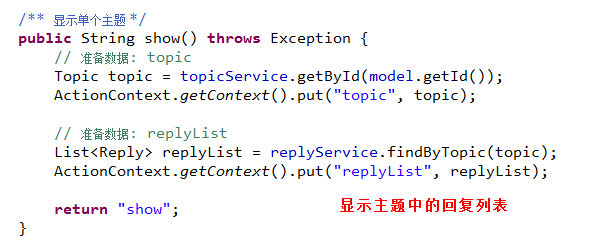 /** 显示单个主题 */
public String show() throws Exception {
// 准备数据: topic
Topic topic = topicService.getById(model.getId());
ActionContext.getContext().put("topic", topic);
// 准备数据: replyList
List<Reply> replyList = replyService.findByTopic(topic);
ActionContext.getContext().put("replyList", replyList);
return "show";
显示主题中的回复列表
}